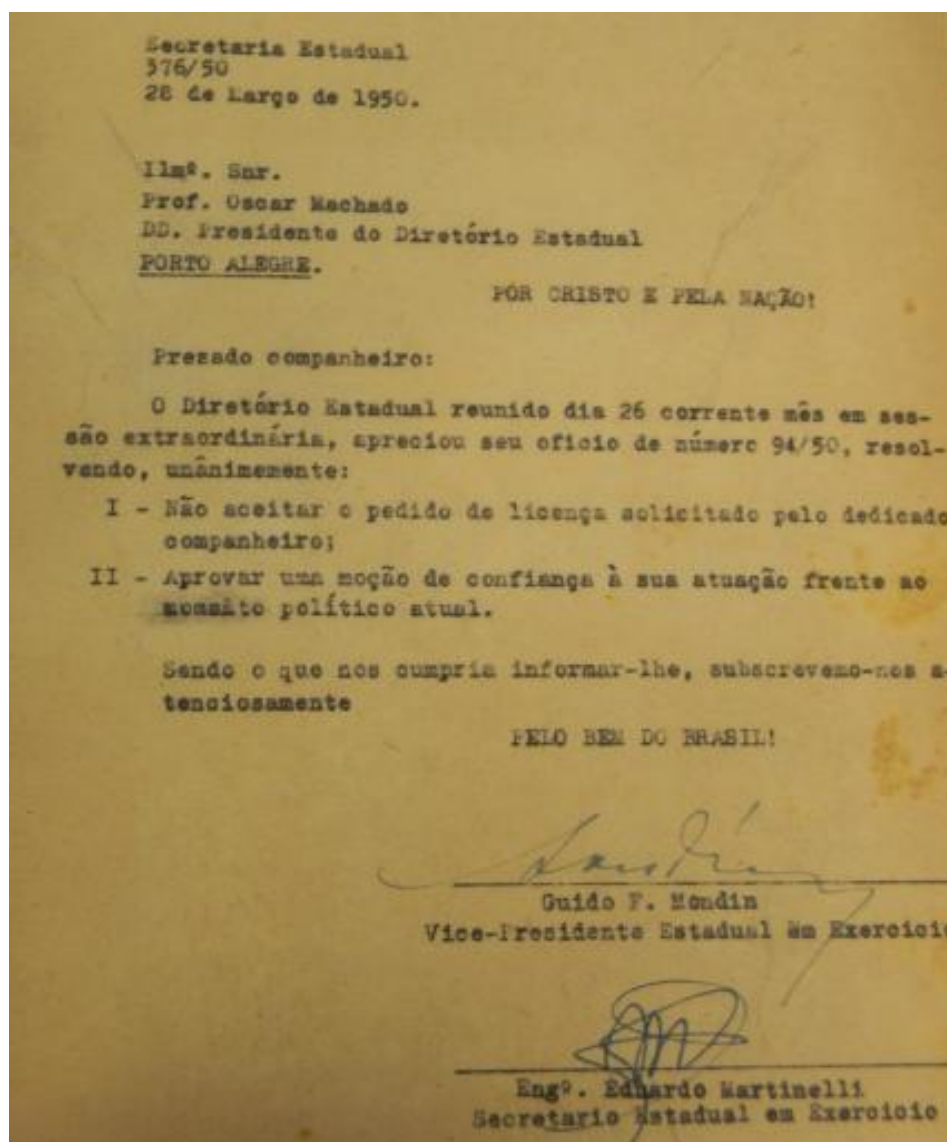 Secretaria Estadual
376/50
28 de Março de 1950.
Ilmº. Snr.
Prof. Oscar Machado
DD. Presidente do Diretório Estadual
PORTO ALEGRE.
POR CRISTO E PELA NAÇÃO!
Prezado companheiro:
O Diretório Estadual reunido dia 26 corrente mês em ses-
são extraordinária, apreciou seu oficio de número 94/50, resol-
vendo, unânimemente:
I - Não aceitar o pedido de licença solicitado pelo dedicado
companheiro;
II - Aprovar uma moção de confiança à sua atuação frente ao
político atual.
Sendo o que nos cumpria informar-lhe, subscrevemo-nos a-
tenciosamente
PELO BEM DO BRASIL!
Mondin
Guido F. Mondin
Vice-Presidente Estadual em Exercicio
Engº. Eduardo Martinelli
Secretario Estadual em Exercicio